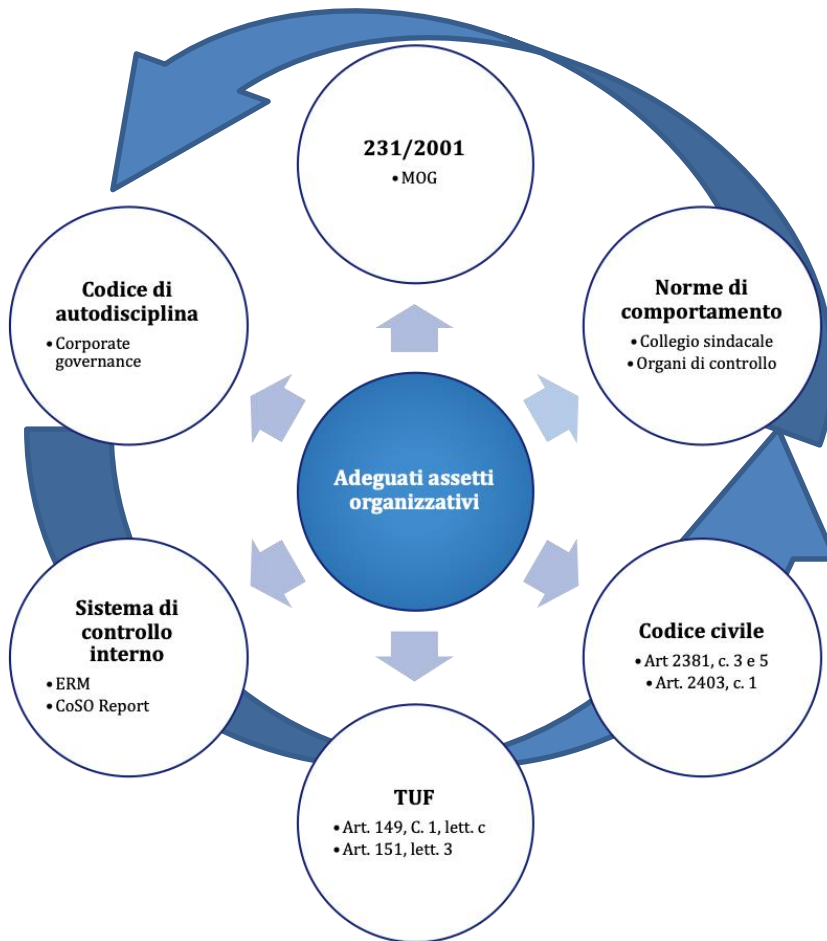 231/2001
• MOG
Norme di
comportamento
• Collegio sindacale
• Organi di controllo
Codice civile
• Art 2381, c. 3 e 5
• Art. 2403, c. 1
TUF
• Art. 149, C. 1, lett. c
• Art. 151, lett. 3
Sistema di
controllo
interno
• ERM
• CoSO Report
Codice di
autodisciplina
• Corporate
governance
Adeguati assetti
organizzativi